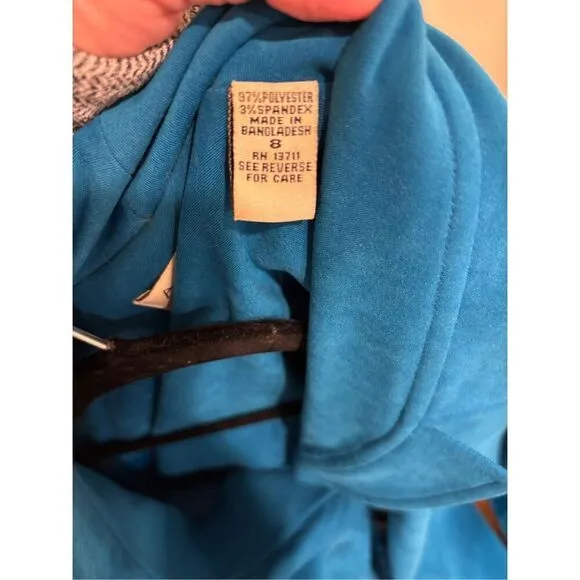 97%POLYESTER
3%SPANDEX
MADE IN
BANGLADESH
8
RN 13711
SEE REVERSE
FOR CARE